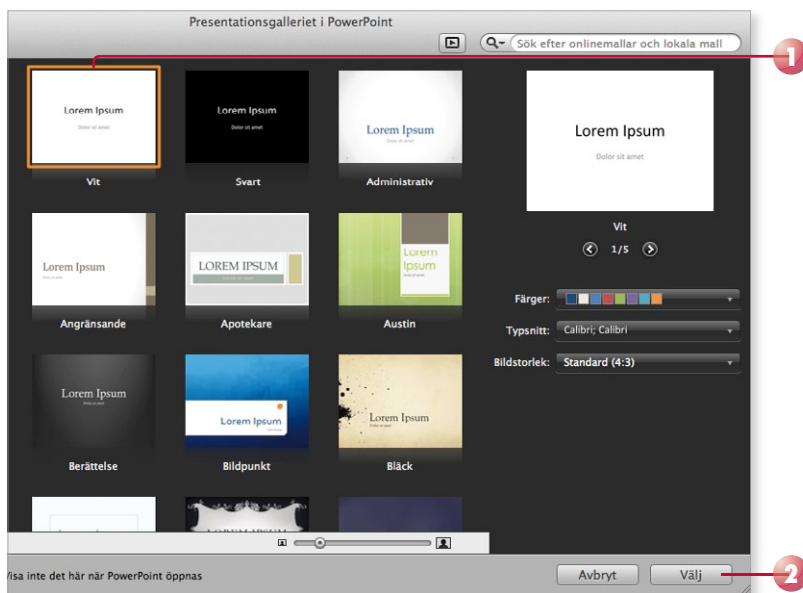 Presentationsgalleriet i PowerPoint
Sök efter onlinemallar och lokala mall
1
Lorem Ipsum
Dolor sit amet
Vit
Lorem Ipsum
Dolor sit amet
Svart
Lorem Ipsum
Administrativ
Lorem Ipsum
Dolor sit amet
Vit
1/5
Lorem Ipsum
Angränsande
LOREM IPSUM
Apotekare
Lorem
Ipsum
Austin
Färger:
Typsnitt: Calibri; Calibri
Bildstorlek: Standard (4:3)
Lorem Ipsum
Berättelse
Lorem Ipsum
Bildpunkt
Lorem Ipsum
Bläck
isa inte det här när PowerPoint öppnas
Avbryt
Välj
2